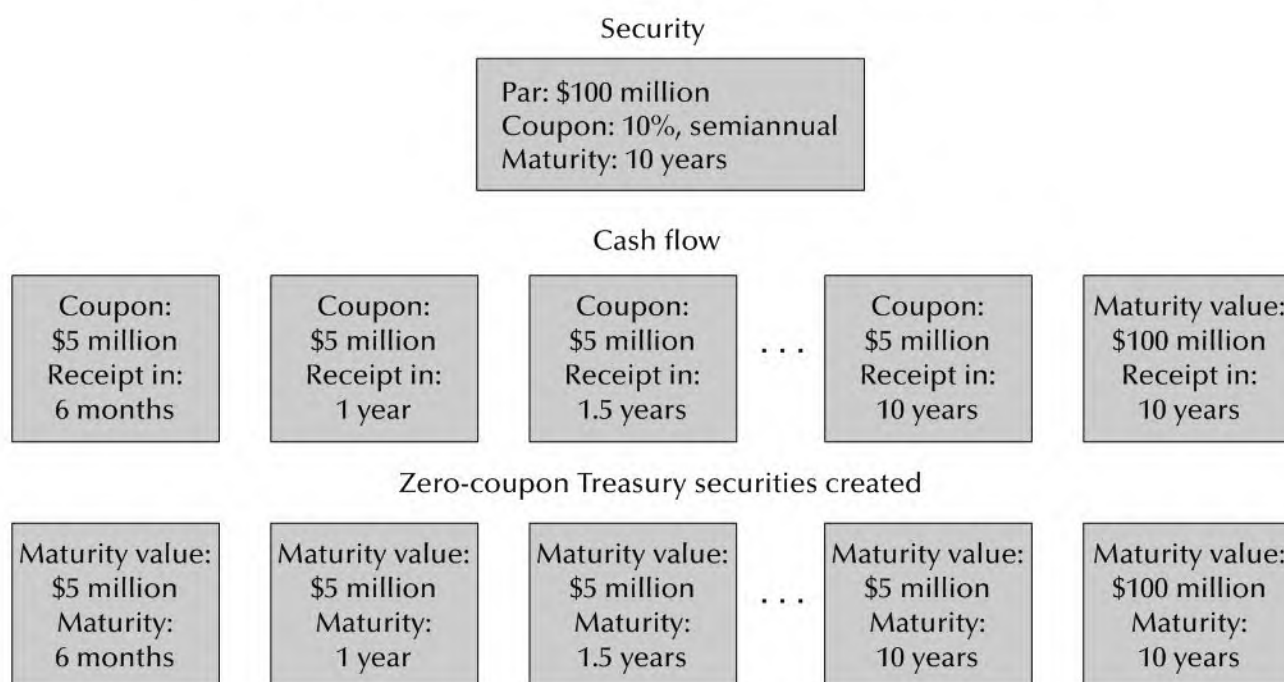 Security
Par: $100 million
Coupon: 10%, semiannual
Maturity: 10 years
Cash flow
Coupon:
$5 million
Receipt in:
6 months
Coupon:
$5 million
Receipt in:
1 year
Coupon:
$5 million
Receipt in:
1.5 years
. . .
Coupon:
$5 million
Receipt in:
10 years
Maturity value:
$100 million
Receipt in:
10 years
Zero-coupon Treasury securities created
Maturity value:
$5 million
Maturity:
6 months
Maturity value:
$5 million
Maturity:
1 year
Maturity value:
$5 million
Maturity:
1.5 years
. . .
Maturity value:
$5 million
Maturity:
10 years
Maturity value:
$100 million
Maturity:
10 years